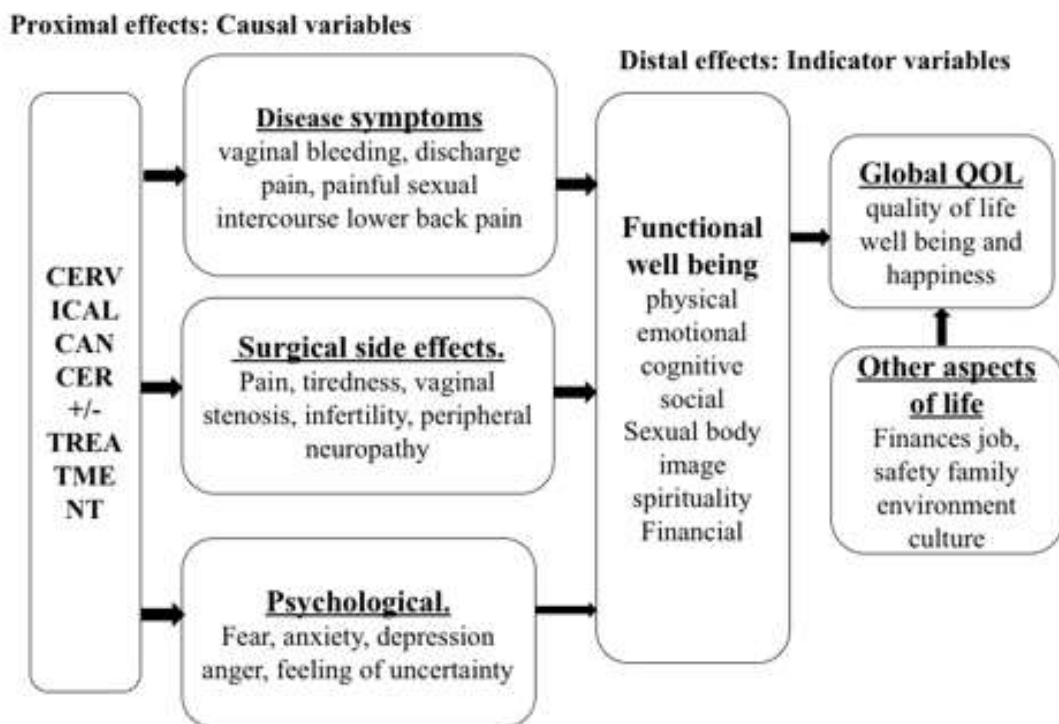 Proximal effects: Causal variables
Distal effects: Indicator variables
CERV
ICAL
CAN
CER
+/-
TREA
TME
NT
Disease symptoms
vaginal bleeding, discharge
pain, painful sexual
intercourse lower back pain
Surgical side effects.
Pain, tiredness, vaginal
stenosis, infertility, peripheral
neuropathy
Psychological.
Fear, anxiety, depression
anger, feeling of uncertainty
Functional
well being
physical
emotional
cognitive
social
Sexual body
image
spirituality
Financial
Global QOL
quality of life
well being and
happiness
Other aspects
of life
Finances job,
safety family
environment
culture